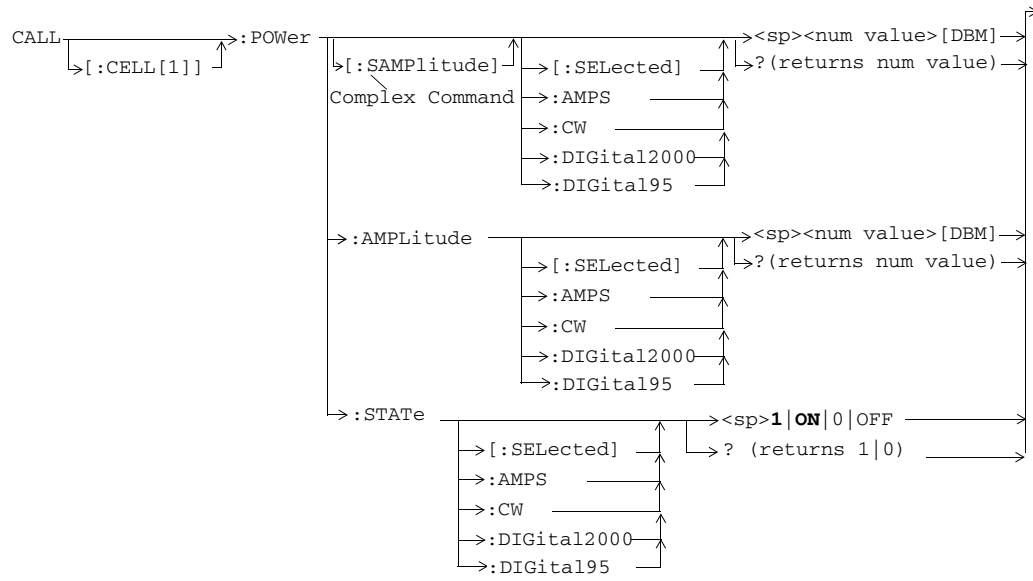 CALL :POWer <sp><num value>[DBM]
[:CELL[1]] [:SAMPlitude] [:SELected] ?(returns num value)
Complex Command :AMPS
:CW
:DIGital2000
:DIGital95
:AMPLitude <sp><num value>[DBM]
[:SELected] ?(returns num value)
:AMPS
:CW
:DIGital2000
:DIGital95
:STATe <sp>1|ON|0|OFF
[:SELected] ? (returns 1|0)
:AMPS
:CW
:DIGital2000
:DIGital95